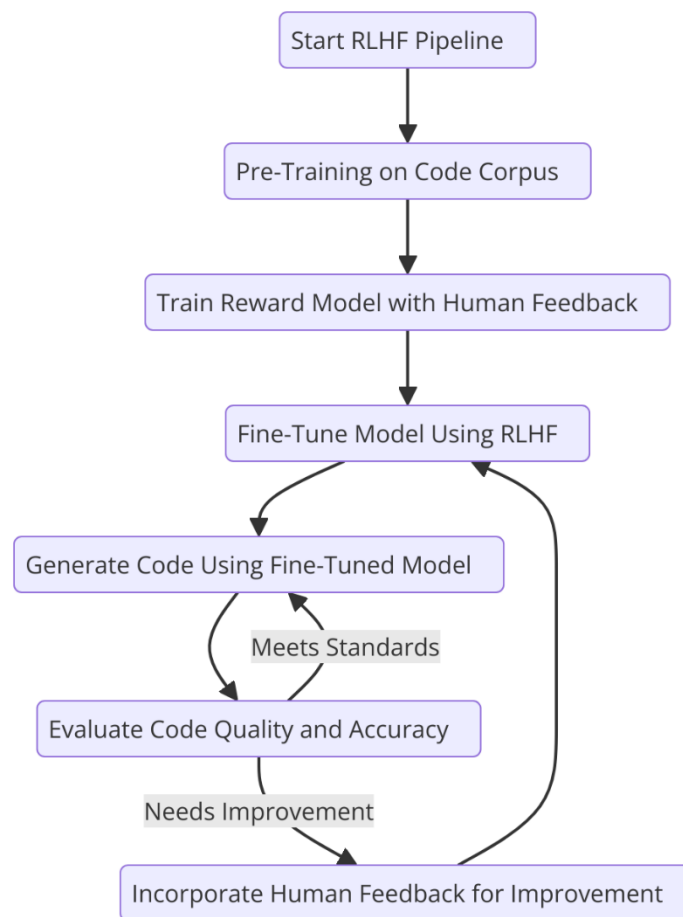 Start RLHF Pipeline
Pre-Training on Code Corpus
Train Reward Model with Human Feedback
Fine-Tune Model Using RLHF
Generate Code Using Fine-Tuned Model
Meets Standards
Evaluate Code Quality and Accuracy
Needs Improvement
Incorporate Human Feedback for Improvement